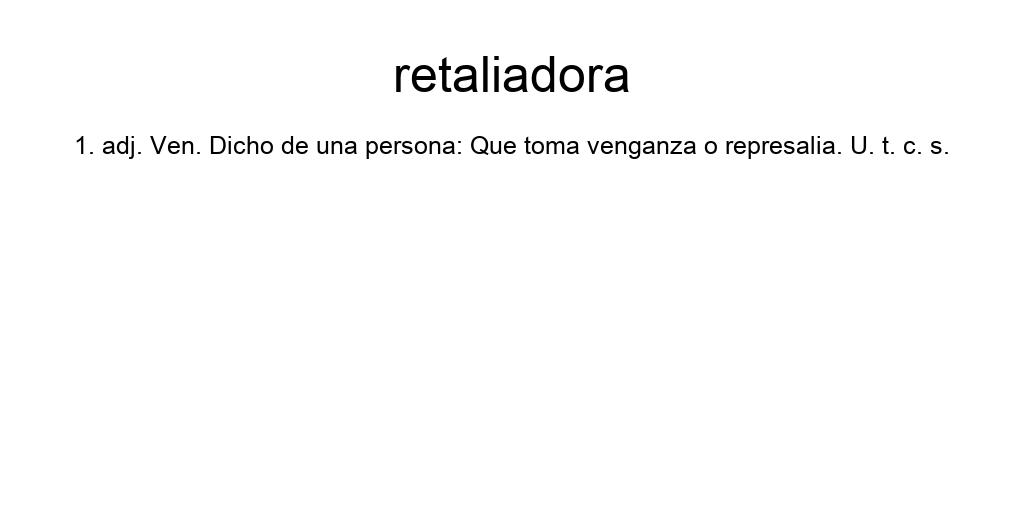 retaliadora
1. adj. Ven. Dicho de una persona: Que toma venganza o represalia. U. t. c. s.